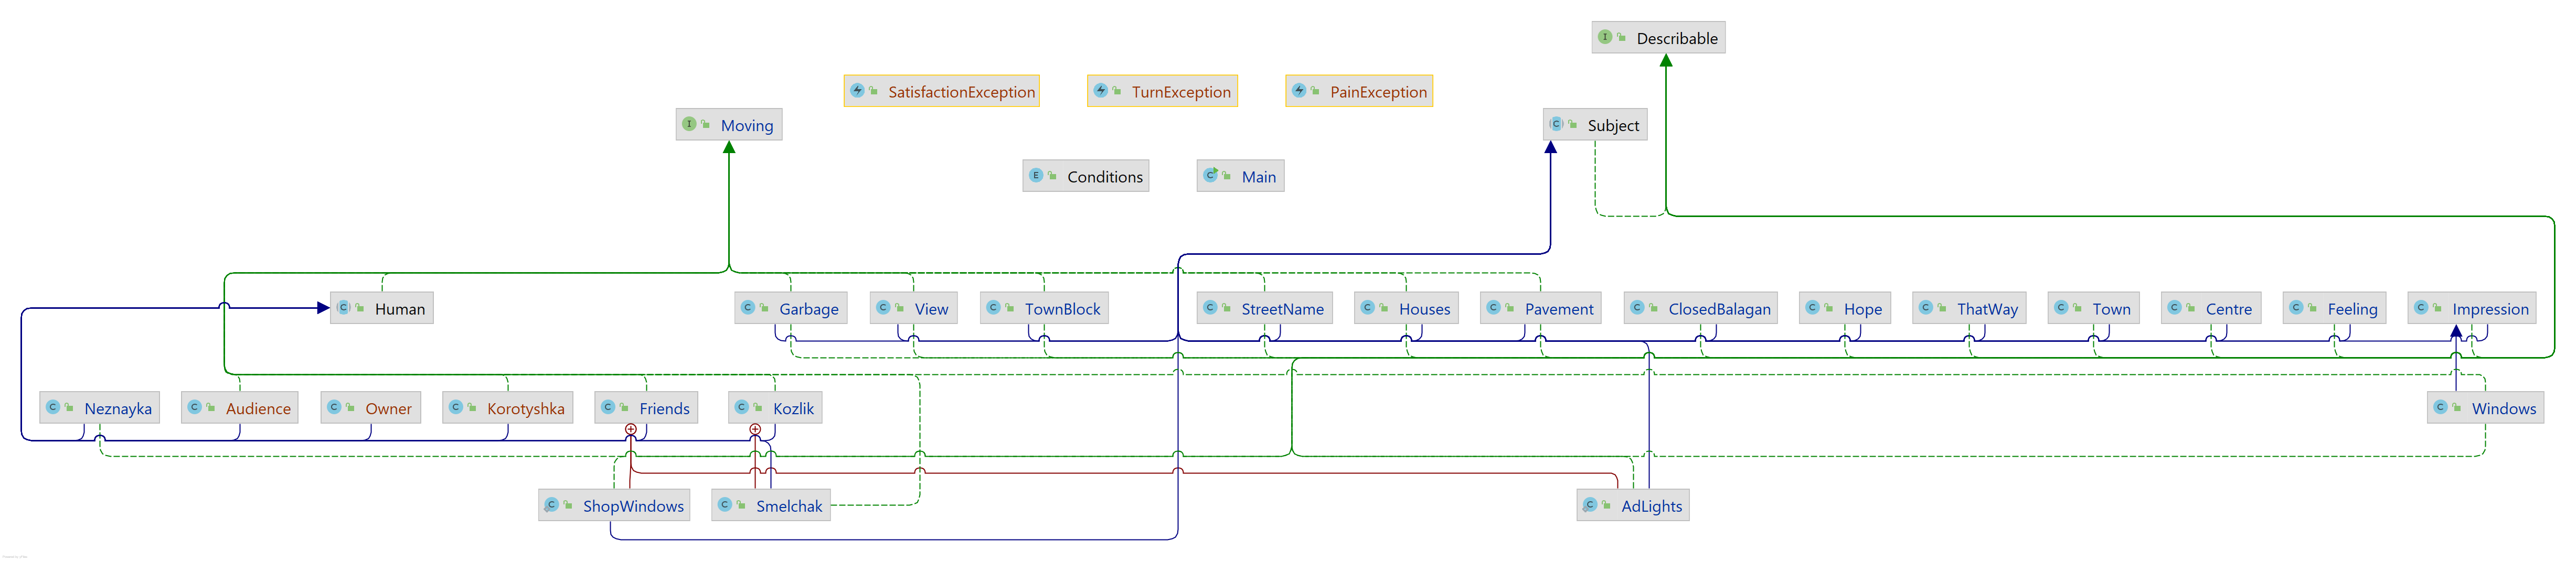 Describable
SatisfactionException
TurnException
PainException
Moving
Subject
Conditions
Main
Human
Garbage
View
TownBlock
StreetName
Houses
Pavement
ClosedBalagan
Hope
ThatWay
Town
Centre
Feeling
Impression
Neznayka
Audience
Owner
Korotyshka
Friends
Kozlik
Windows
ShopWindows
Smelchak
AdLights